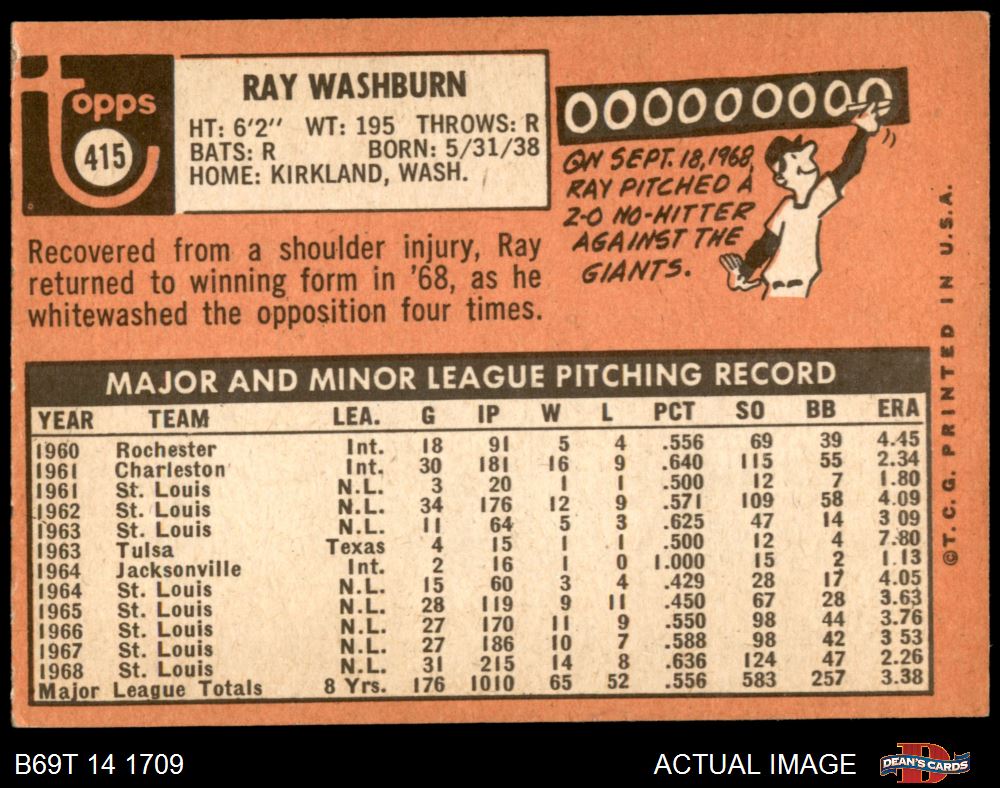 Topps
415
RAY WASHBURN
HT: 6'2" WT: 195 THROWS: R
BATS: R BORN: 5/31/38
HOME: KIRKLAND, WASH.
000000000
ON SEPT. 18, 1968,
RAY PITCHED A
2-0 NO-HITTER
AGAINST THE
GIANTS.
Recovered from a shoulder injury, Ray
returned to winning form in '68, as he
whitewashed the opposition four times.
MAJOR AND MINOR LEAGUE PITCHING RECORD
YEAR TEAM LEA. G IP W L PCT SO BB ERA
1960 Rochester Int. 18 91 5 4 .556 69 39 4.45
1961 Charleston Int. 30 181 16 9 .640 115 55 2.34
1961 St. Louis N.L. 3 20 1 1 .500 12 7 1.80
1962 St. Louis N.L. 34 176 12 9 .571 109 58 4.09
1963 St. Louis N.L. 11 64 5 3 .625 47 14 3 09
1963 Tulsa Texas 4 15 1 1 .500 12 4 7.80
1964 Jacksonville Int. 2 16 1 0 1.000 15 2 1.13
1964 St. Louis N.L. 15 60 3 4 .429 28 17 4.05
1965 St. Louis N.L. 28 119 9 11 .450 67 28 3.63
1966 St. Louis N.L. 27 170 11 9 .550 98 44 3.76
1967 St. Louis N.L. 27 186 10 7 .588 98 42 3 53
1968 St. Louis N.L. 31 215 14 8 .636 124 47 2.26
Major League Totals 8 Yrs. 176 1010 65 52 .556 583 257 3.38
©T.C.G. PRINTED IN U.S.A.
B69T 14 1709
ACTUAL IMAGE
DEAN'S CARDS